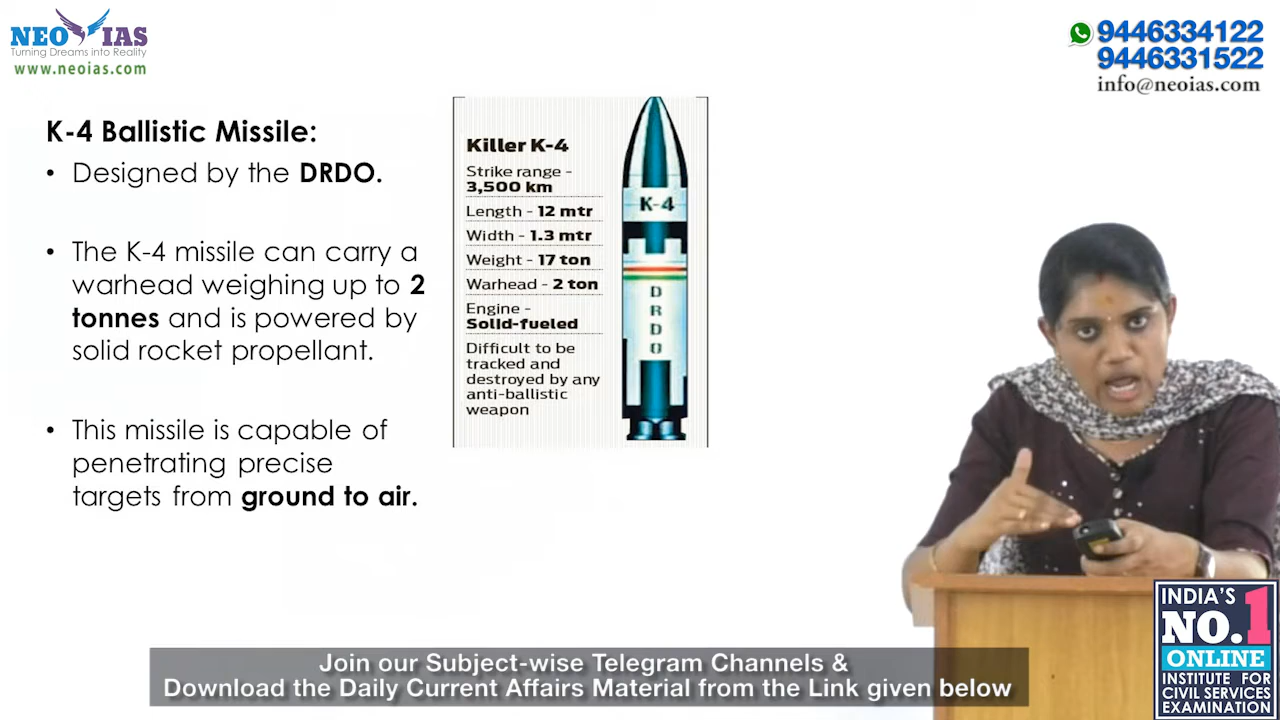 NEO IAS
Turning Dreams into Reality
www.neoias.com
9446334122
9446331522
info@neoias.com
K-4 Ballistic Missile:
• Designed by the DRDO.
• The K-4 missile can carry a
warhead weighing up to 2
tonnes and is powered by
solid rocket propellant.
• This missile is capable of
penetrating precise
targets from ground to air.
Killer K-4
Strike range -
3,500 km
Length - 12 mtr
Width - 1.3 mtr
Weight - 17 ton
Warhead - 2 ton
Engine -
Solid-fueled
Difficult to be
tracked and
destroyed by any
anti-ballistic
weapon
K-4
D
R
D
O
Join our Subject-wise Telegram Channels &
Download the Daily Current Affairs Material from the Link given below
INDIA'S
NO.1
ONLINE
INSTITUTE FOR
CIVIL SERVICES
EXAMINATION